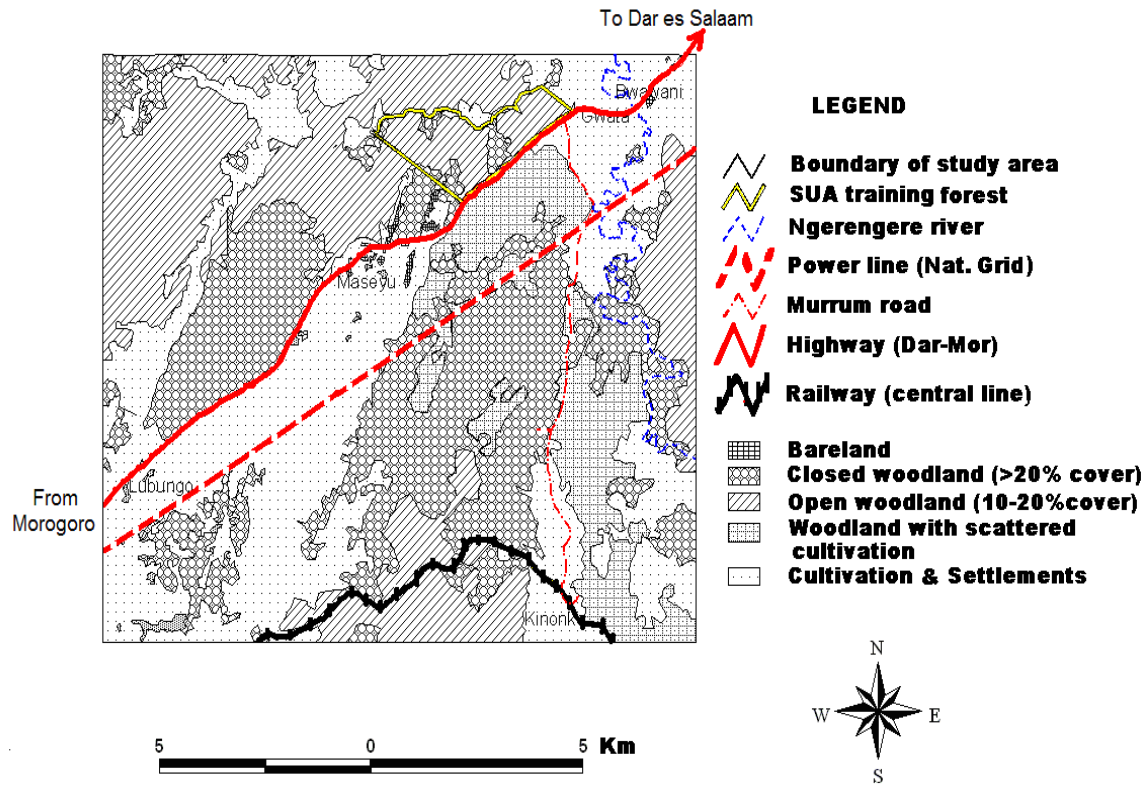 To Dar es Salaam
Bwawani
Gwata
Maseyu
Lubungo
From
Morogoro
Kinonk
LEGEND
Boundary of study area
SUA training forest
Ngerengere river
Power line (Nat. Grid)
Murrum road
Highway (Dar-Mor)
Railway (central line)
Bareland
Closed woodland (>20% cover)
Open woodland (10-20%cover)
Woodland with scattered
cultivation
Cultivation & Settlements
N
W E
S
5 0 5 Km